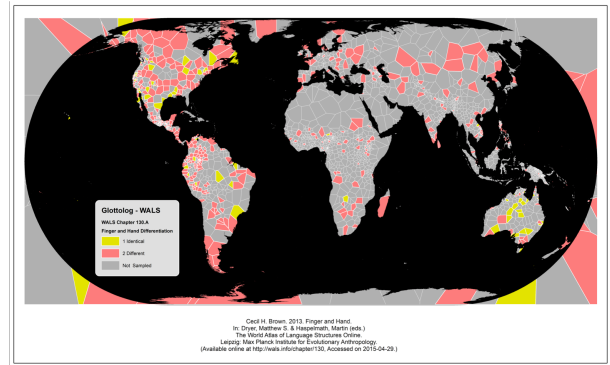 Glottolog - WALS
WALS Chapter 130.A
Finger and Hand Differentiation
1 Identical
2 Different
Not Sampled
Cecil H. Brown. 2013. Finger and Hand.
In: Dryer, Matthew S. & Haspelmath, Martin (eds.)
The World Atlas of Language Structures Online.
Leipzig: Max Planck Institute for Evolutionary Anthropology.
(Available online at http://wals.info/chapter/130, Accessed on 2015-04-29.)